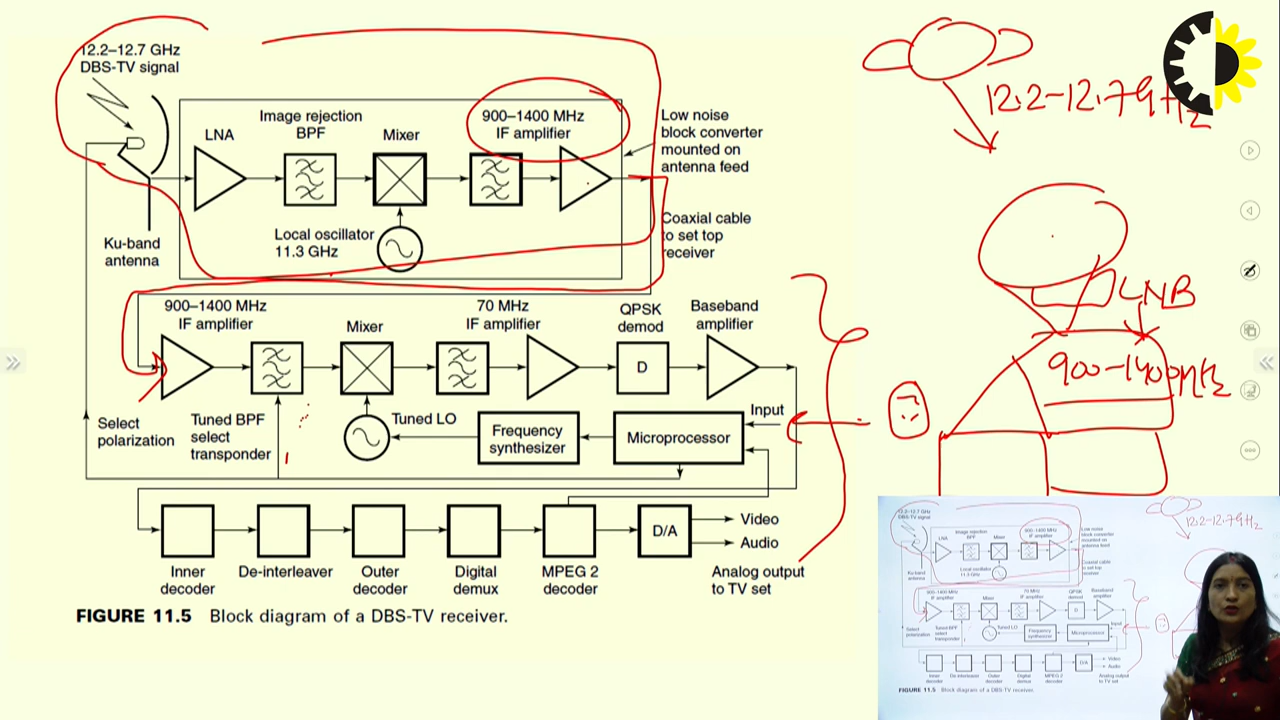 12.2–12.7 GHz
DBS-TV signal
LNA
Image rejection
BPF
Mixer
900–1400 MHz
IF amplifier
Low noise
block converter
mounted on
antenna feed
Ku-band
antenna
Local oscillator
11.3 GHz
Coaxial cable
to set top
receiver
900–1400 MHz
IF amplifier
Mixer
70 MHz
IF amplifier
QPSK
demod
Baseband
amplifier
D
Select
polarization
Tuned BPF
select
transponder
Tuned LO
Frequency
synthesizer
Microprocessor
Input
D/A
Video
Audio
Inner
decoder
De-interleaver
Outer
decoder
Digital
demux
MPEG 2
decoder
Analog output
to TV set
FIGURE 11.5 Block diagram of a DBS-TV receiver.
12.2-12.7GHz
LNB
900-1400MHz